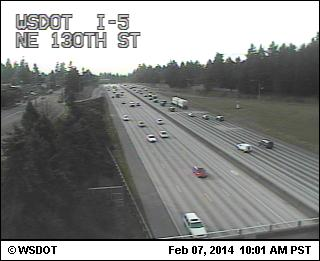 WSDOT I-5
NE 130TH ST
© WSDOT Feb 07, 2014 10:01 AM PST